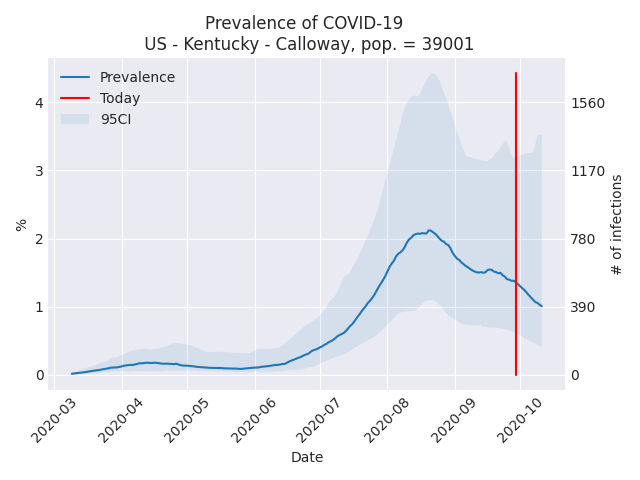 Prevalence of COVID-19
US - Kentucky - Calloway, pop. = 39001
Prevalence
Today
95CI
4
3
2
1
0
%
1560
1170
780
390
0
# of infections
2020-03
2020-04
2020-05
2020-06
2020-07
2020-08
2020-09
2020-10
Date